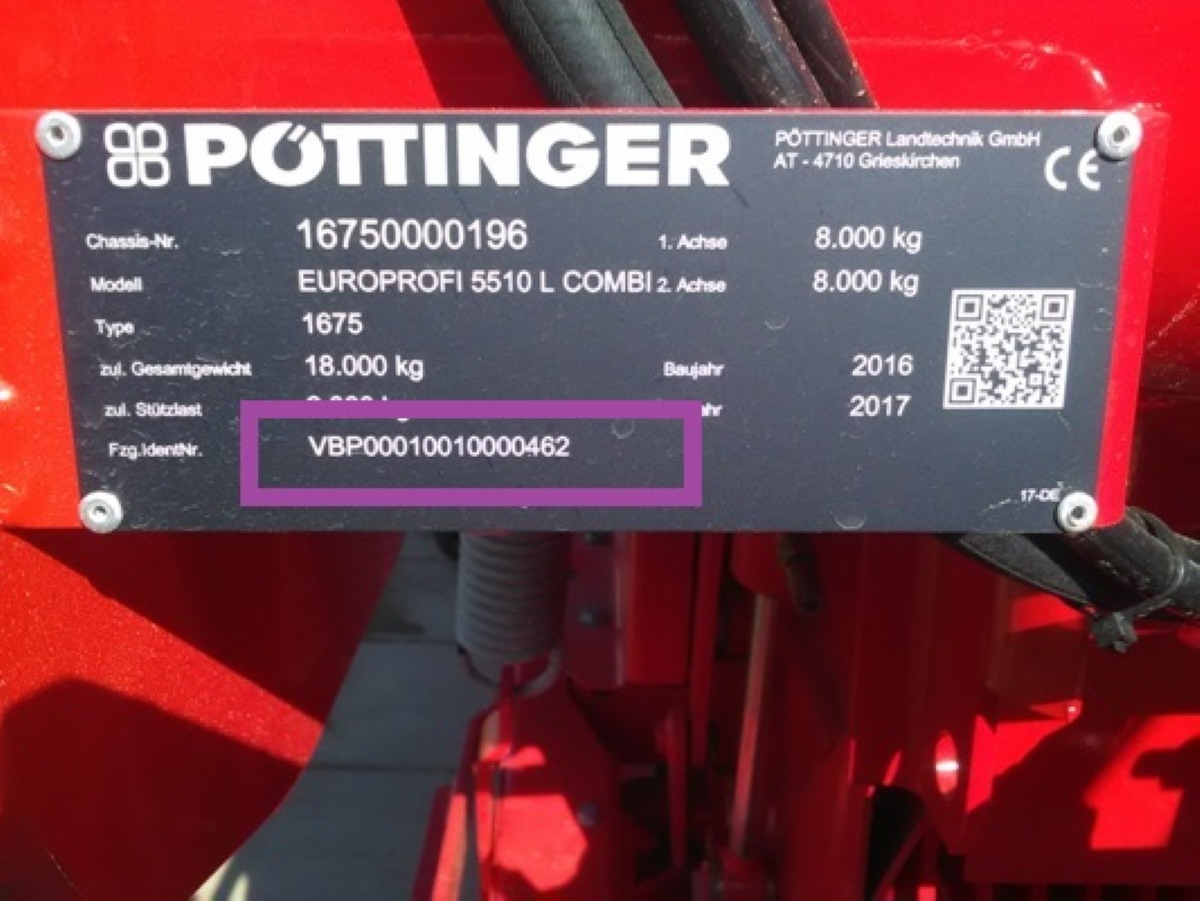 PÖTTINGER
PÖTTINGER Landtechnik GmbH
AT - 4710 Grieskirchen
CE
Chassis-Nr. 16750000196 1. Achse 8.000 kg
Modell EUROPROFI 5510 L COMBI 2. Achse 8.000 kg
Type 1675
zul. Gesamtgewicht 18.000 kg Baujahr 2016
zul. Stützlast kg 2017
Fzg.IdentNr. VBP00010010000462
17-DE